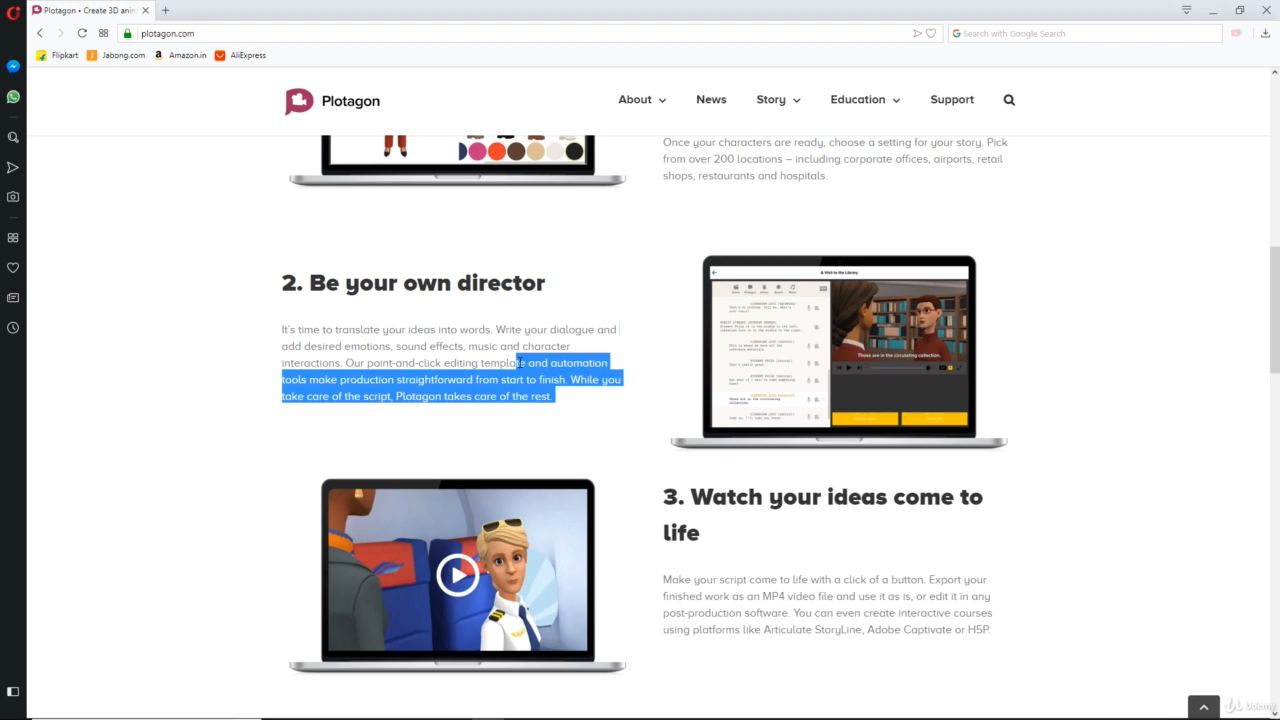 Plotagon • Create 3D anim
plotagon.com
Search with Google Search
Flipkart
Jabong.com
Amazon.in
AliExpress
Plotagon
About
News
Story
Education
Support
Once your characters are ready, choose a setting for your story. Pick
from over 200 locations – including corporate offices, airports, retail
shops, restaurants and hospitals.
2. Be your own director
It's time to translate your ideas into words. Write your dialogue and
add desired emotions, sound effects, music and character
interactions. Our point-and-click editing template and automation
tools make production straightforward from start to finish. While you
take care of the script, Plotagon takes care of the rest.
A Visit to the Library
Those are in the circulating collection.
3. Watch your ideas come to
life
Make your script come to life with a click of a button. Export your
finished work as an MP4 video file and use it as is, or edit it in any
post-production software. You can even create interactive courses
using platforms like Articulate StoryLine, Adobe Captivate or H5P.
Udemy